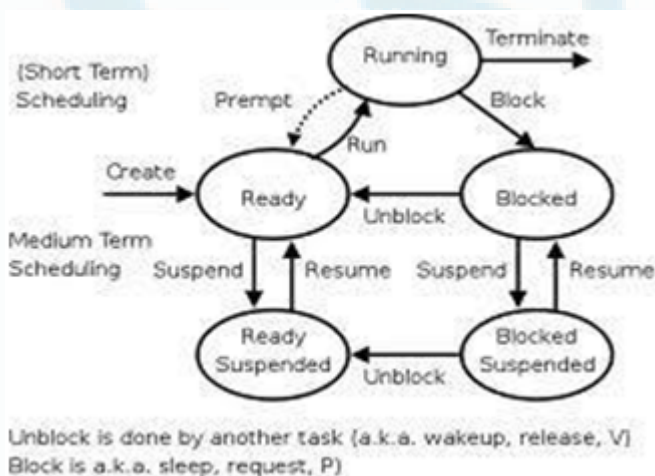 Running
Terminate
(Short Term)
Scheduling
Prempt
Block
Run
Create
Ready
Blocked
Unblock
Medium Term
Scheduling
Suspend
Resume
Suspend
Resume
Ready
Suspended
Blocked
Suspended
Unblock
Unblock is done by another task (a.k.a. wakeup, release, V)
Block is a.k.a. sleep, request, P)